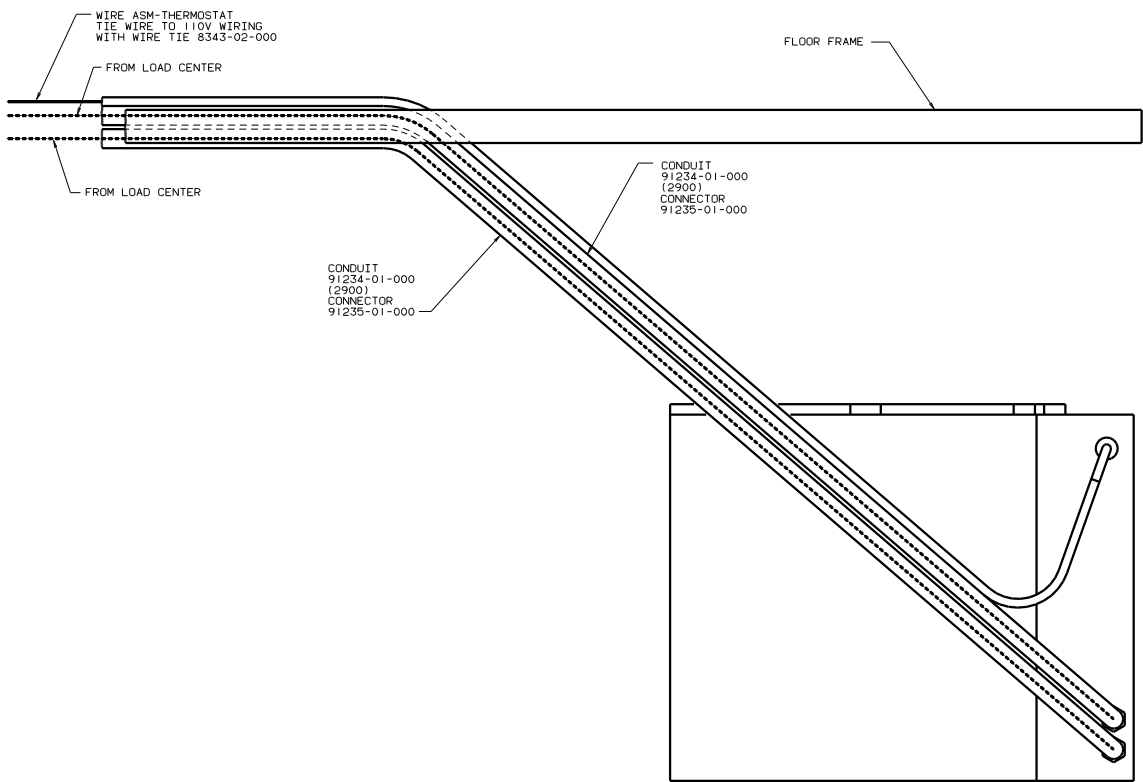 WIRE ASM-THERMOSTAT
TIE WIRE TO 110V WIRING
WITH WIRE TIE 8343-02-000
FLOOR FRAME
FROM LOAD CENTER
FROM LOAD CENTER
CONDUIT
91234-01-000
(2900)
CONNECTOR
91235-01-000
CONDUIT
91234-01-000
(2900)
CONNECTOR
91235-01-000